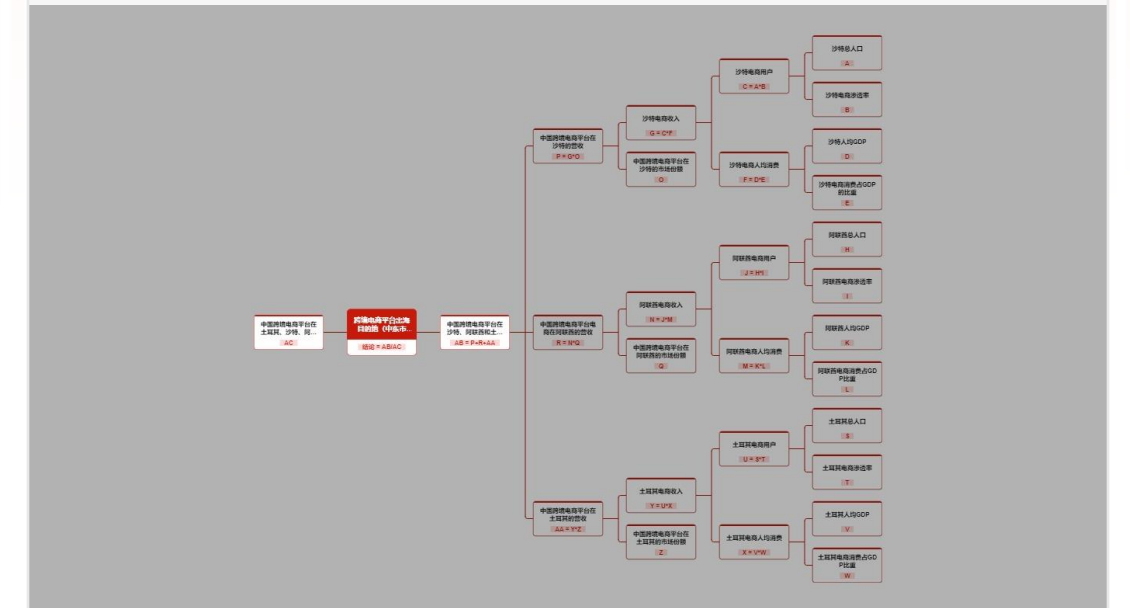 沙特总人口
A
沙特电商用户
C = A*B
沙特电商渗透率
B
沙特电商收入
G = C*F
中国跨境电商平台在
沙特的营收
P = G*O
沙特人均GDP
D
中国跨境电商平台在
沙特的市场份额
O
沙特电商人均消费
F = D*E
沙特电商消费占GDP
的比重
E
阿联酋总人口
H
阿联酋电商用户
J = H*I
阿联酋电商渗透率
I
阿联酋电商收入
N = J*M
中国跨境电商平台在
土耳其、沙特、阿...
AC
跨境电商平台出海
目的地（中东市...
结论 = AB/AC
中国跨境电商平台在
沙特、阿联酋和土...
AB = P+R+AA
中国跨境电商平台电
商在阿联酋的营收
R = N*Q
阿联酋人均GDP
K
中国跨境电商平台在
阿联酋的市场份额
Q
阿联酋电商人均消费
M = K*L
阿联酋电商消费占GD
P比重
L
土耳其总人口
S
土耳其电商用户
U = S*T
土耳其电商渗透率
T
土耳其电商收入
Y = U*X
中国跨境电商平台在
土耳其的营收
AA = Y*Z
土耳其人均GDP
V
中国跨境电商平台在
土耳其的市场份额
Z
土耳其电商人均消费
X = V*W
土耳其电商消费占GD
P比重
W